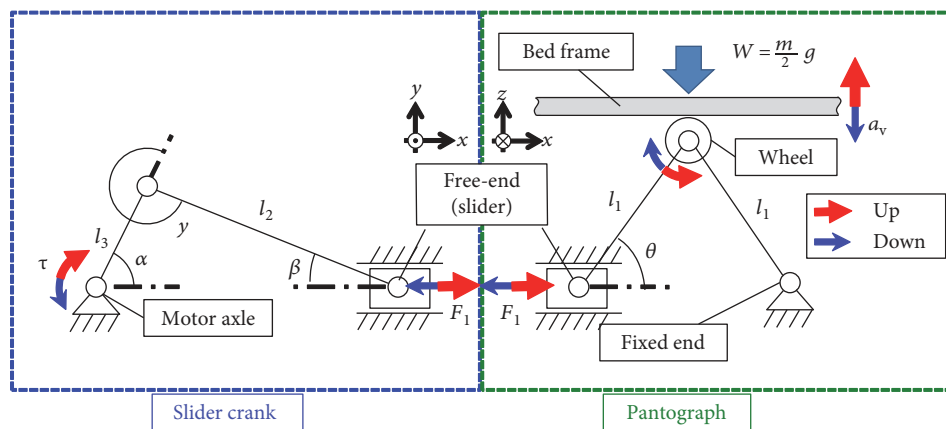 Bed frame
W = m/2 g
y
x
z
x
a_v
Wheel
Free-end
(slider)
l_2
l_1
l_1
y
l_3
α
β
θ
τ
Up
Down
F_1
F_1
Motor axle
Fixed end
Slider crank
Pantograph